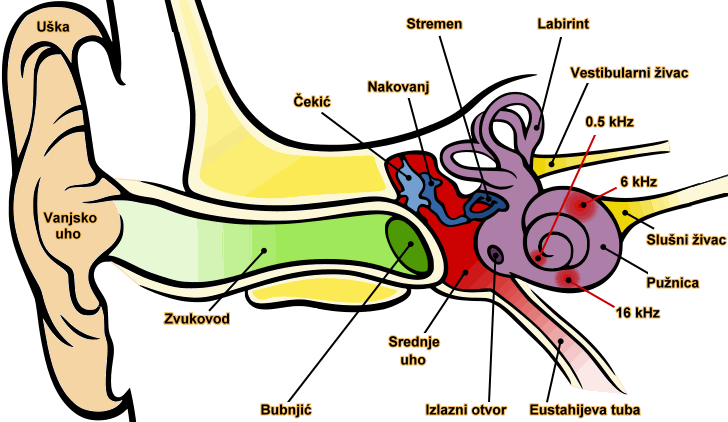 Uška
Stremen
Labirint
Vestibularni živac
Nakovanj
Čekić
0.5 kHz
6 kHz
Vanjsko
uho
Slušni živac
Pužnica
Zvukovod
16 kHz
Srednje
uho
Bubnjić
Izlazni otvor
Eustahijeva tuba